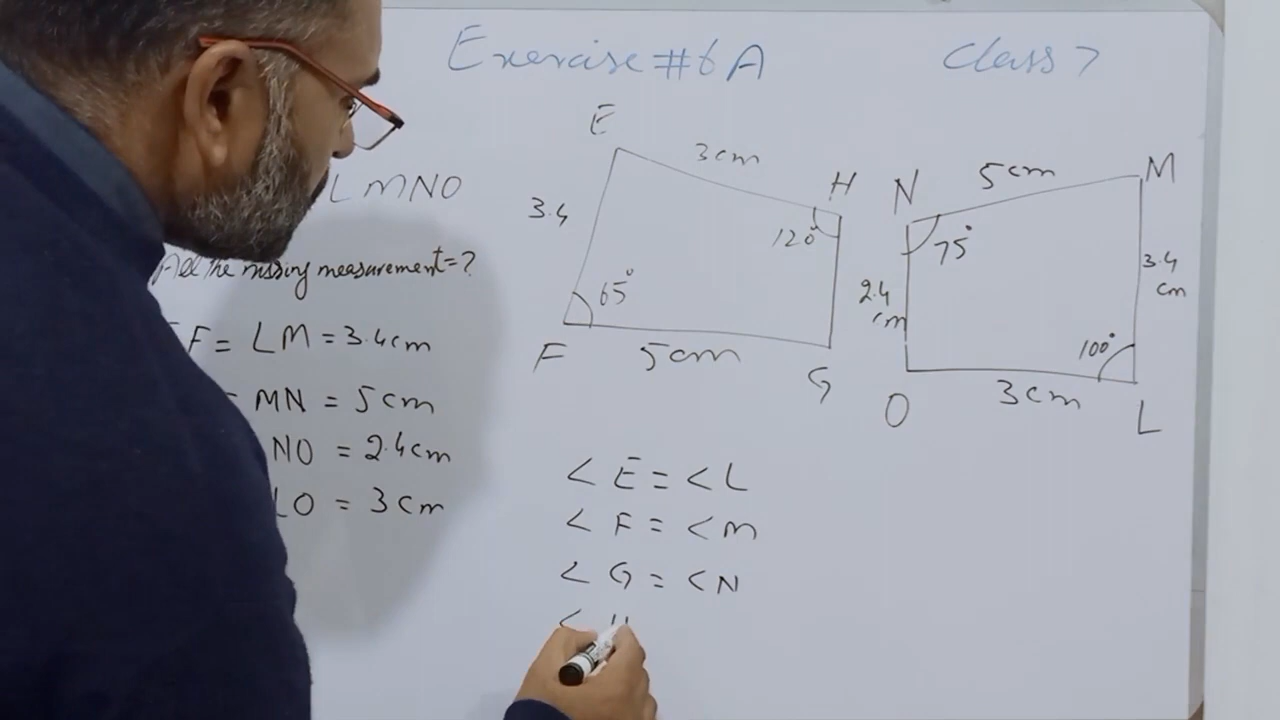 Exercise #6A
Class 7
LMNO
All the missing measurement=?
F = LM = 3.4cm
MN = 5cm
NO = 2.4cm
LO = 3cm
E
3cm
H
3.4
120°
65°
F
5cm
G
N
5cm
M
75°
2.4
cm
3.4
cm
100°
O
3cm
L
< E = < L
< F = < m
< G = < N
<